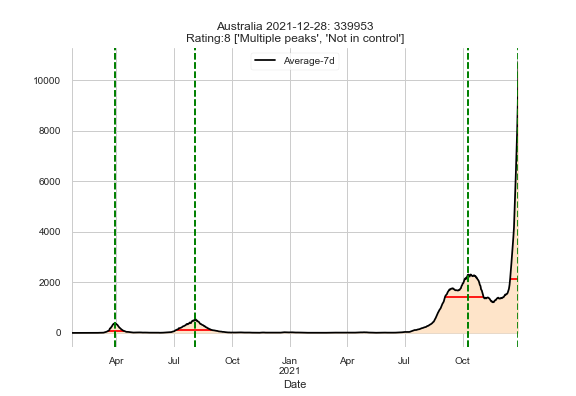 Australia 2021-12-28: 339953
Rating:8 ['Multiple peaks', 'Not in control']
Average-7d
10000
8000
6000
4000
2000
0
Apr
Jul
Oct
Jan
2021
Apr
Jul
Oct
Date